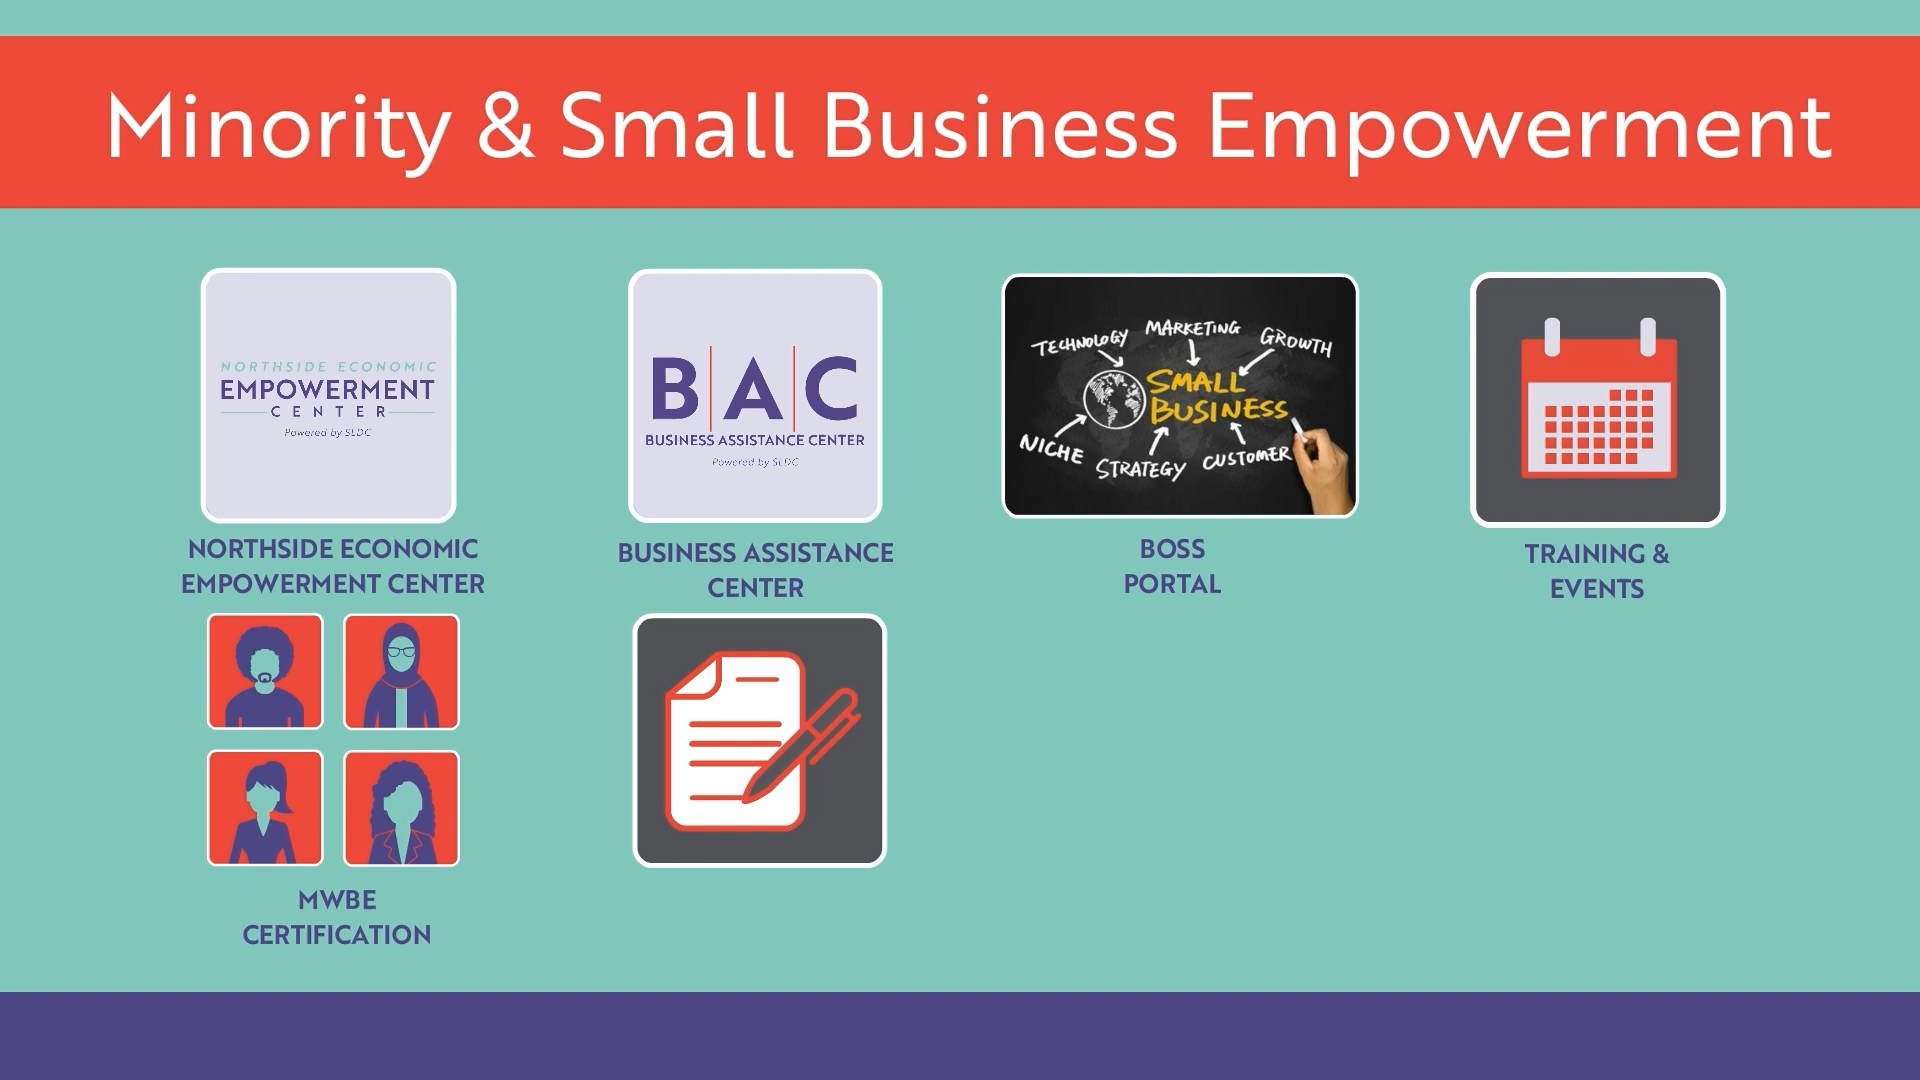 Minority & Small Business Empowerment
NORTHSIDE ECONOMIC
EMPOWERMENT
CENTER
Powered by SLDC
NORTHSIDE ECONOMIC
EMPOWERMENT CENTER
B|A|C
BUSINESS ASSISTANCE CENTER
Powered by SLDC
BUSINESS ASSISTANCE
CENTER
TECHNOLOGY
MARKETING
GROWTH
SMALL
BUSINESS
NICHE
STRATEGY
CUSTOMER
BOSS
PORTAL
TRAINING &
EVENTS
MWBE
CERTIFICATION